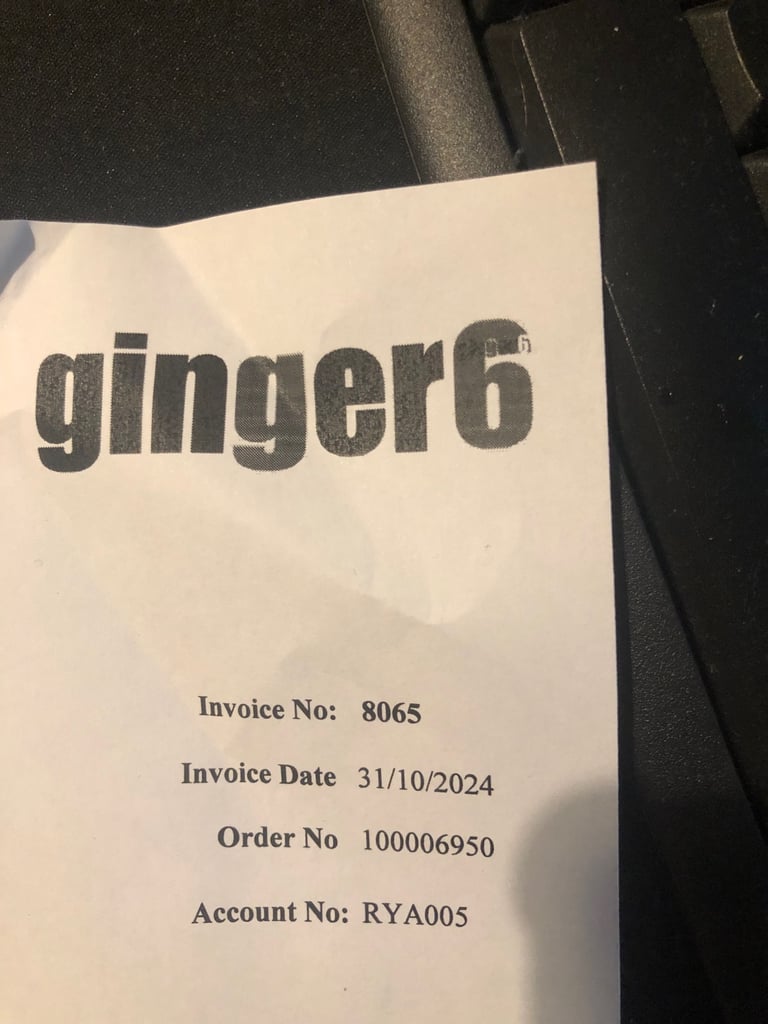 ginger6
Invoice No: 8065
Invoice Date 31/10/2024
Order No 100006950
Account No: RYA005